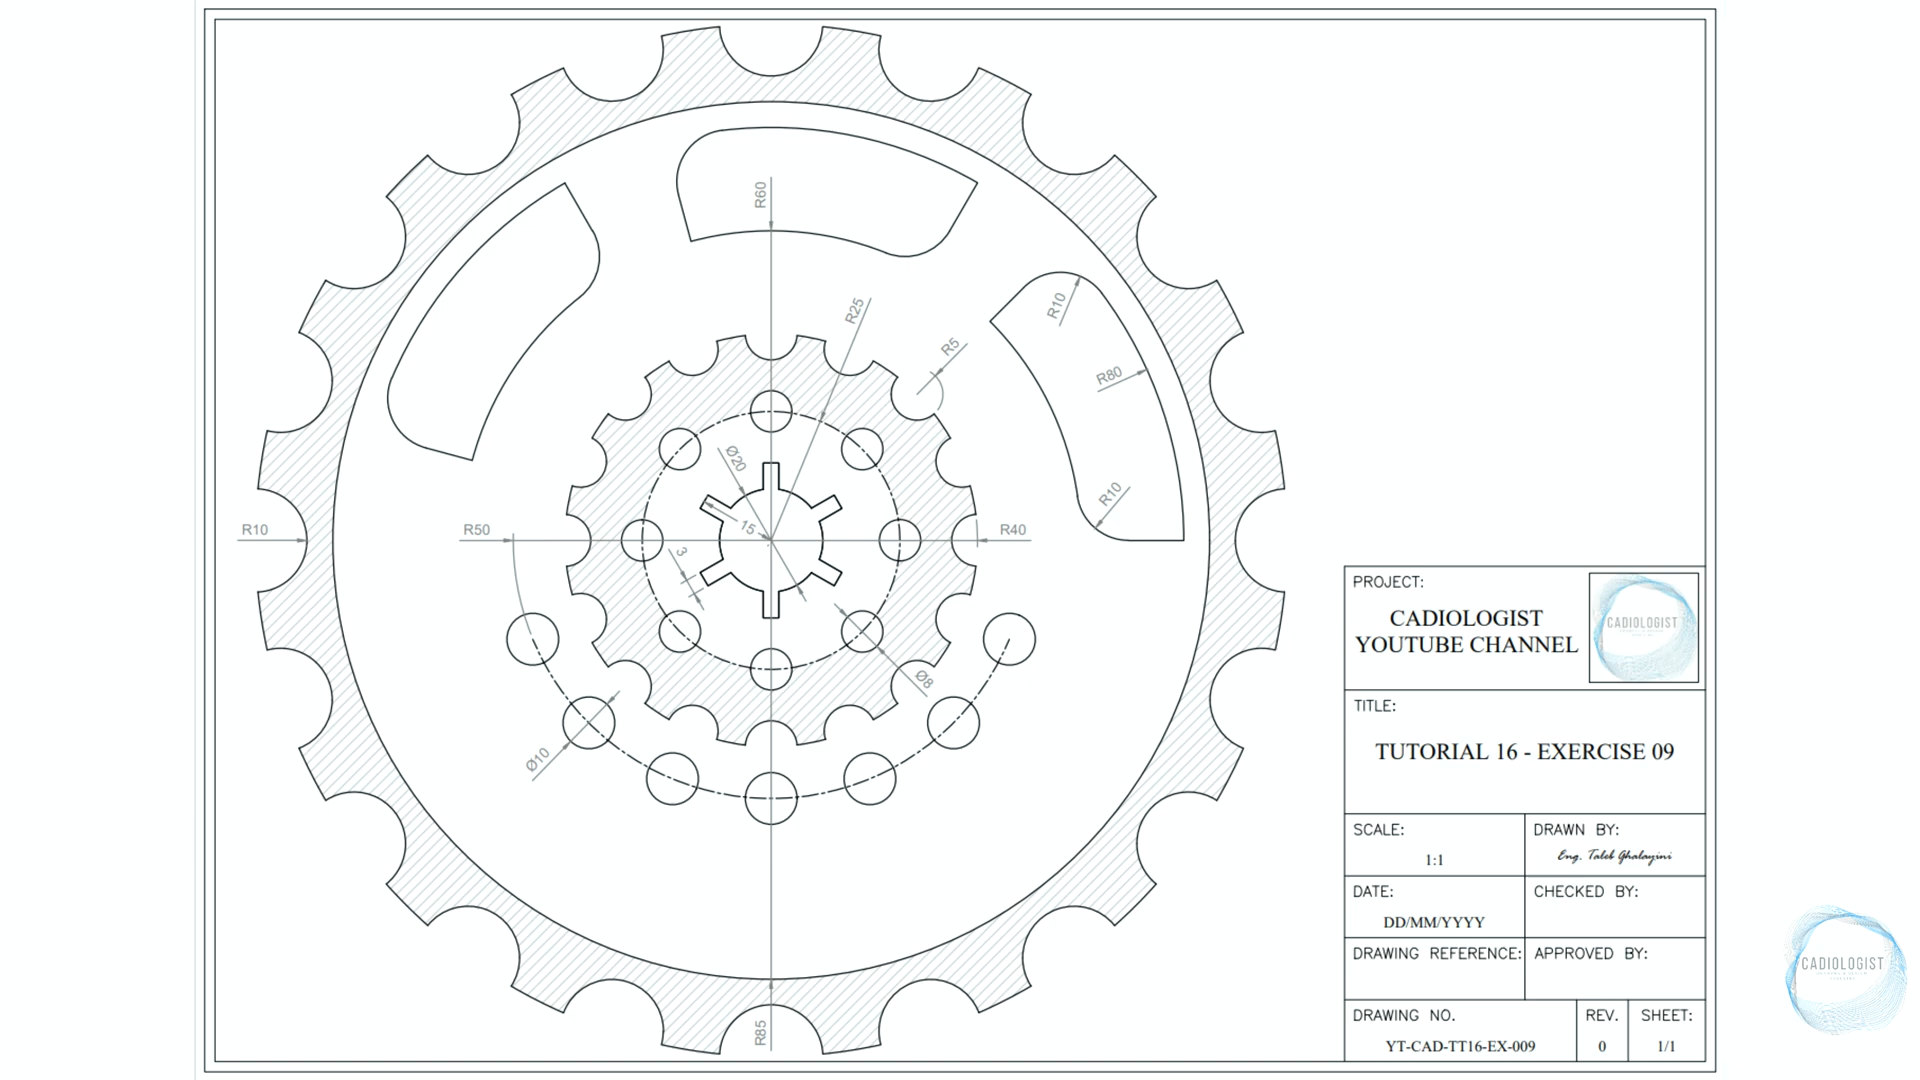 R60
R25
R5
R10
R80
Ø20
R10
15
R10
R50
R40
3
Ø8
Ø10
R85
PROJECT:
CADIOLOGIST
YOUTUBE CHANNEL
CADIOLOGIST
TITLE:
TUTORIAL 16 - EXERCISE 09
SCALE:
1:1
DRAWN BY:
Eng. Taleb Ghalayini
DATE:
DD/MM/YYYY
CHECKED BY:
DRAWING REFERENCE:
APPROVED BY:
DRAWING NO.
YT-CAD-TT16-EX-009
REV.
0
SHEET:
1/1
CADIOLOGIST